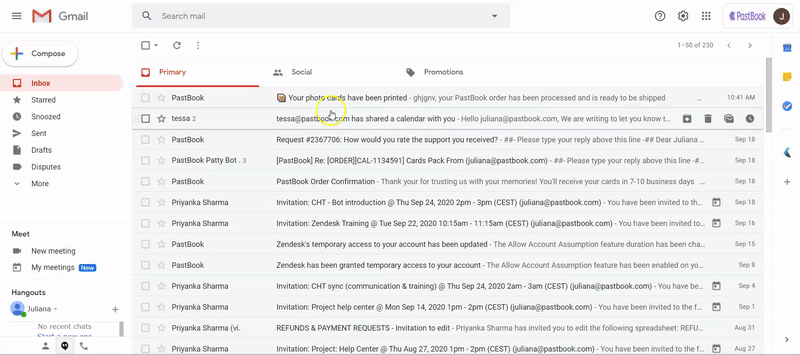 Gmail
Search mail
PastBook
J
Compose
1–50 of 230
Inbox
Starred
Snoozed
Sent
Drafts
Disputes
More
Meet
New meeting
My meetings New
Hangouts
Juliana
No recent chats
Start a new one
Primary Social Promotions
PastBook Your photo cards have been printed - ghjgnv, your PastBook order has been processed and is ready to be shipped ... 10:41 AM
tessa 2 tessa@pastbook.com has shared a calendar with you - Hello juliana@pastbook.com, We are writing to let you know t...
PastBook Request #2367706: How would you rate the support you received? - ##- Please type your reply above this line -## Dear Juliana ... Sep 18
PastBook Patty Bot . 3 [PastBook] Re: [ORDER][CAL-1134591] Cards Pack From (juliana@pastbook.com) - ##- Please type your reply above this line -#... Sep 18
PastBook PastBook Order Confirmation - Thank you for trusting us with your memories! You'll receive your cards in 7-10 business days Sep 18
Priyanka Sharma Invitation: CHT - Bot introduction @ Thu Sep 24, 2020 2pm - 3pm (CEST) (juliana@pastbook.com) - You have been invited to th... Sep 18
Priyanka Sharma Invitation: Zendesk Training @ Tue Sep 22, 2020 10:15am - 11:15am (CEST) (juliana@pastbook.com) - You have been invited t... Sep 16
PastBook Zendesk's temporary access to your account has been updated - The Allow Account Assumption feature duration has been cha... Sep 15
PastBook Zendesk has been granted temporary access to your account - The Allow Account Assumption feature has been enabled on yo... Sep 8
Priyanka Sharma Invitation: CHT sync (communication & training) @ Thu Sep 24, 2020 2am - 3am (CEST) (juliana@pastbook.com) - You have been... Sep 4
Priyanka Sharma Invitation: Project help center @ Mon Sep 14, 2020 1pm - 2pm (CEST) (juliana@pastbook.com) - You have been invited to the f... Sep 1
Priyanka Sharma (vi. REFUNDS & PAYMENT REQUESTS - Invitation to edit - Priyanka Sharma has invited you to edit the following spreadsheet: REFU... Aug 31
Priyanka Sharma Invitation: Project: Help Center @ Thu Aug 27, 2020 1pm - 2pm (CEST) (juliana@pastbook.com) - You have been invited to the ... Aug 27